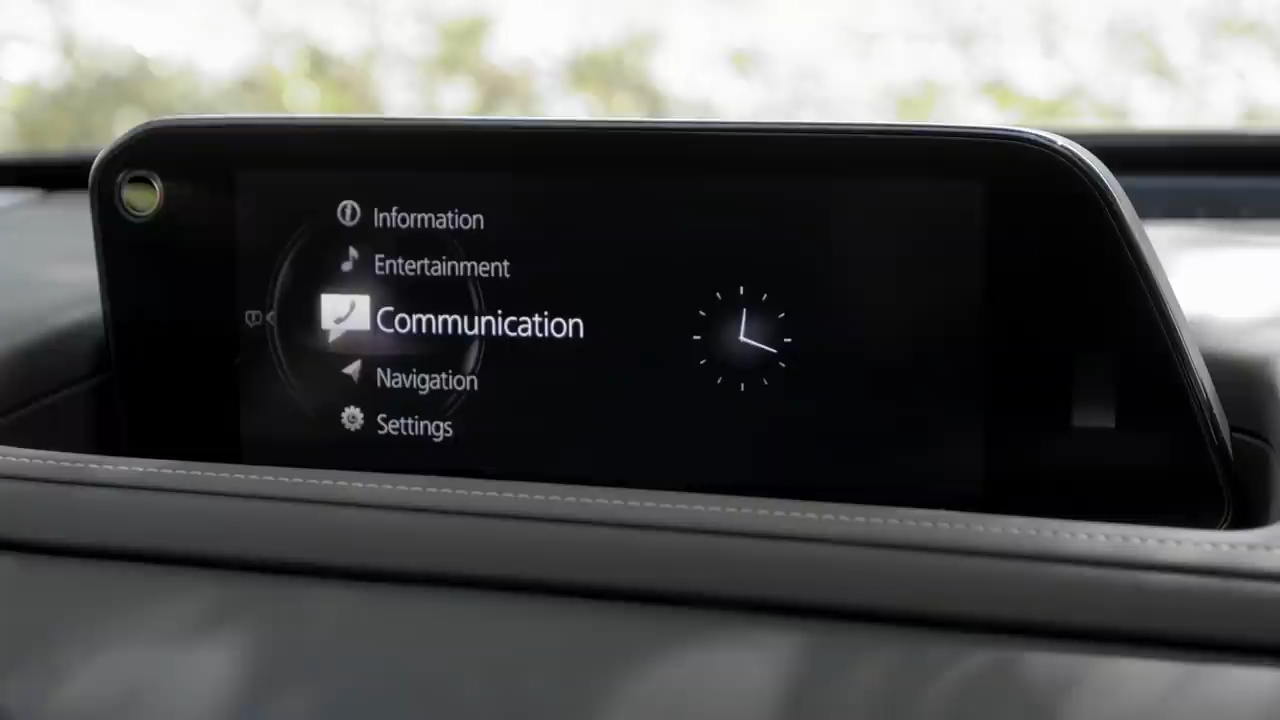 Information
Entertainment
Communication
Navigation
Settings